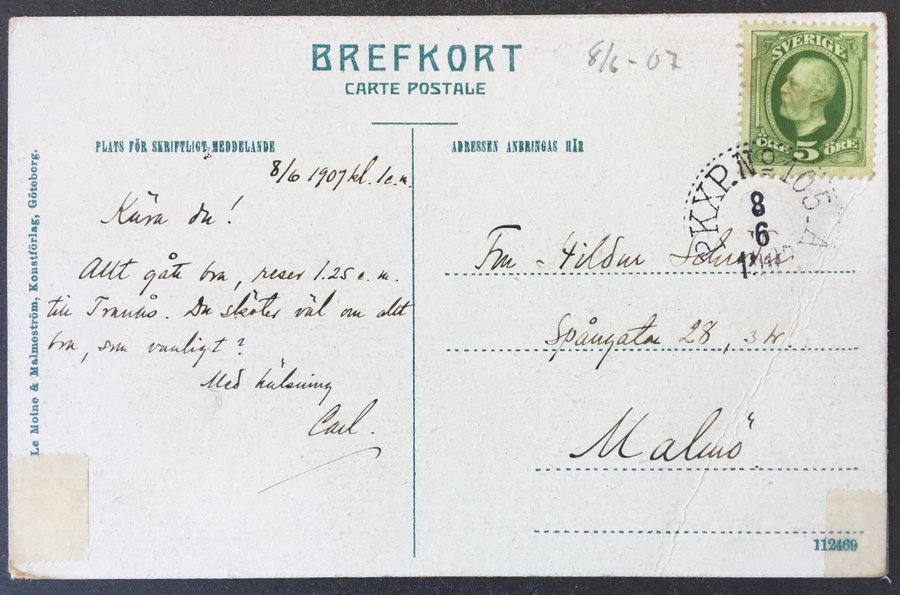 BREFKORT
CARTE POSTALE
8/6 - 07
SVERIGE
ÖRE 5 ÖRE
PLATS FÖR SKRIFTLIGT MEDDELANDE
ADRESSEN ANBRINGAS HÄR
8/6 1907 kl. 1 e.m.
Kära du!
Allt gått bra, reser 1.25 e.m.
till Tranås. Du sköter väl om allt
bra, som vanligt?
Med hälsning
Carl.
PKXP. No 105-A
8
6
Fru Hildur
Spångatan 28, 3 tr.
Malmö
Le Moine & Malmeström, Konstförlag, Göteborg.
112469